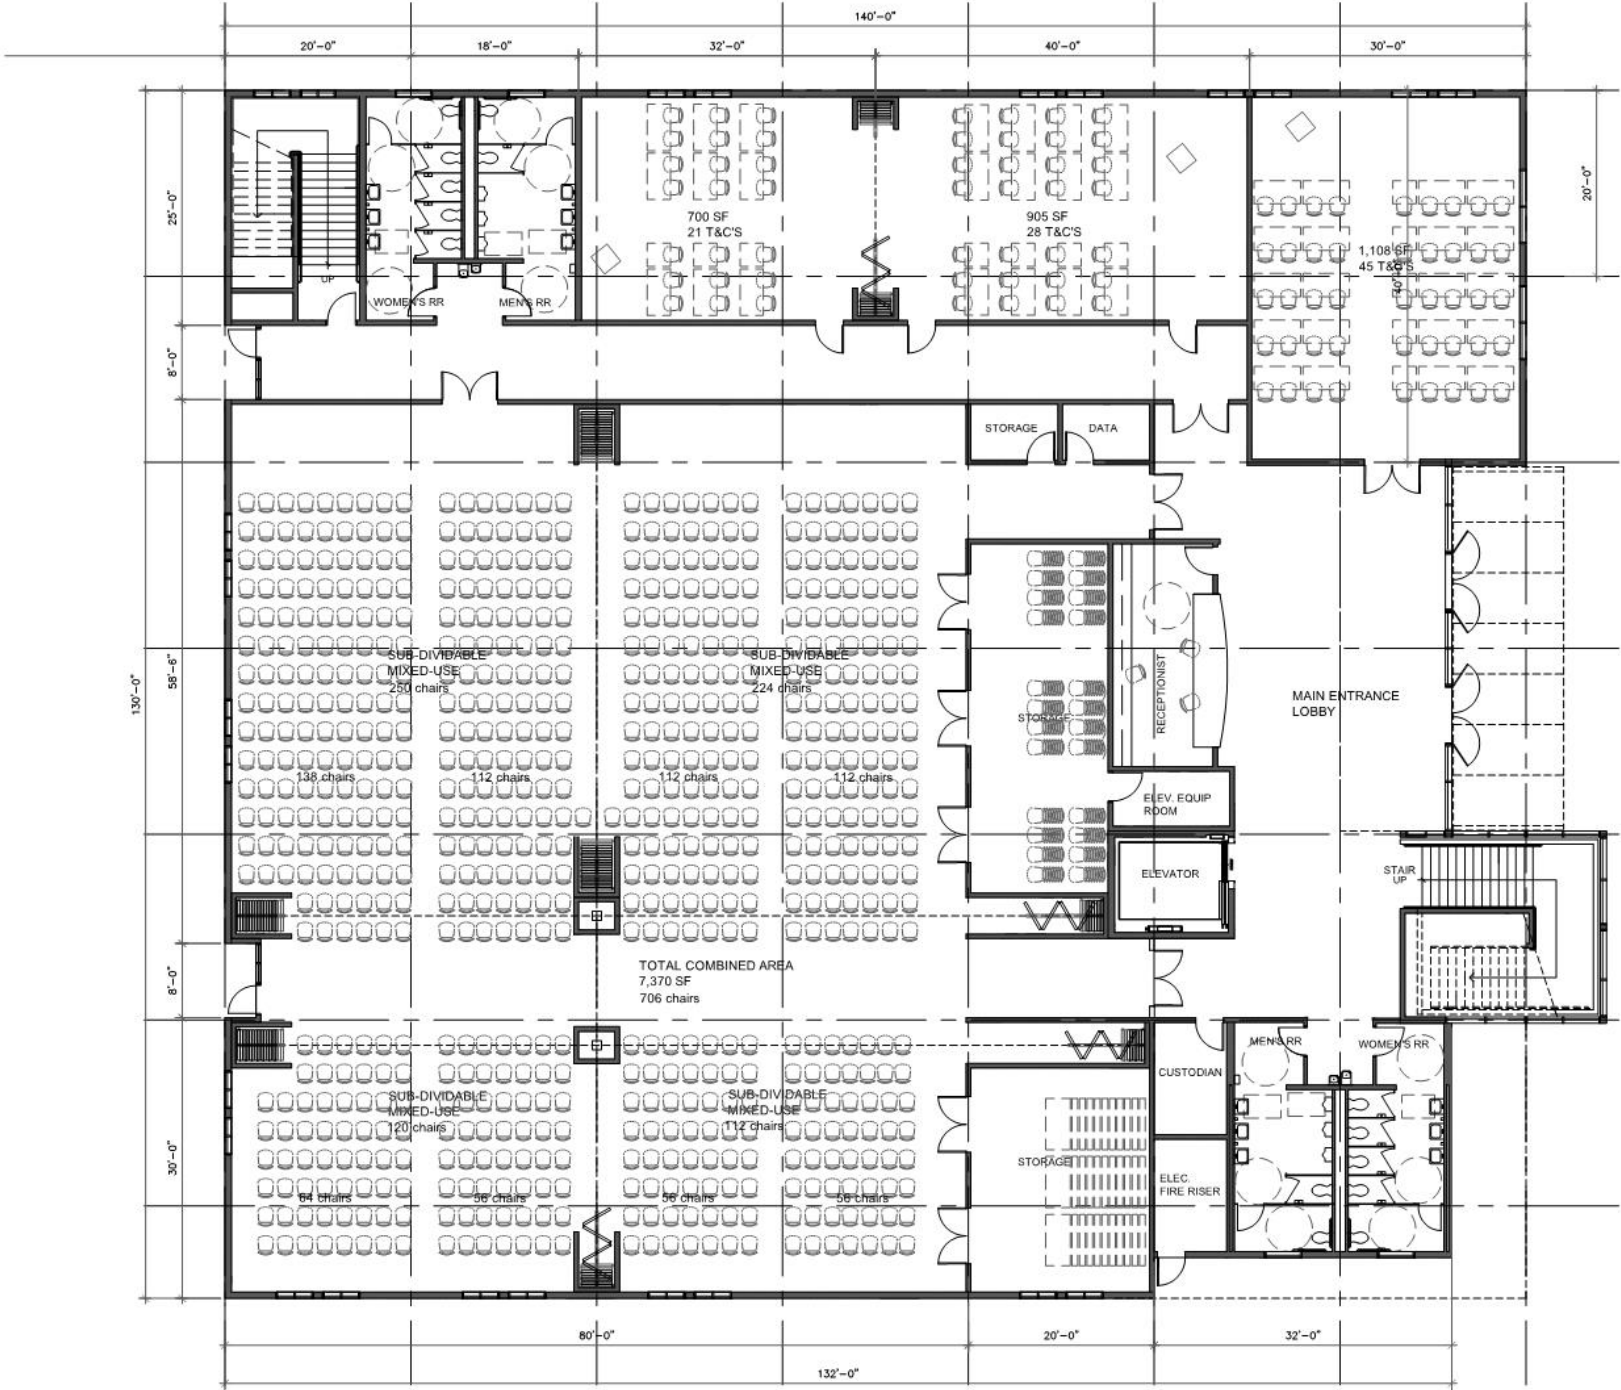 140'-0"
20'-0"
18'-0"
32'-0"
40'-0"
30'-0"
20'-0"
25'-0"
700 SF
21 T&C'S
905 SF
28 T&C'S
1,108 SF
45 T&C'S
40'-0"
UP
WOMEN'S RR
MEN'S RR
8'-0"
STORAGE
DATA
130'-0"
58'-6"
SUB-DIVIDABLE
MIXED-USE
250 chairs
SUB-DIVIDABLE
MIXED-USE
224 chairs
STORAGE
RECEPTIONIST
MAIN ENTRANCE
LOBBY
138 chairs
112 chairs
112 chairs
112 chairs
ELEV. EQUIP
ROOM
ELEVATOR
STAIR
UP
8'-0"
TOTAL COMBINED AREA
7,370 SF
706 chairs
MEN'S RR
WOMEN'S RR
CUSTODIAN
SUB-DIVIDABLE
MIXED-USE
120 chairs
SUB-DIVIDABLE
MIXED-USE
112 chairs
30'-0"
STORAGE
ELEC.
FIRE RISER
64 chairs
56 chairs
56 chairs
56 chairs
80'-0"
20'-0"
32'-0"
132'-0"